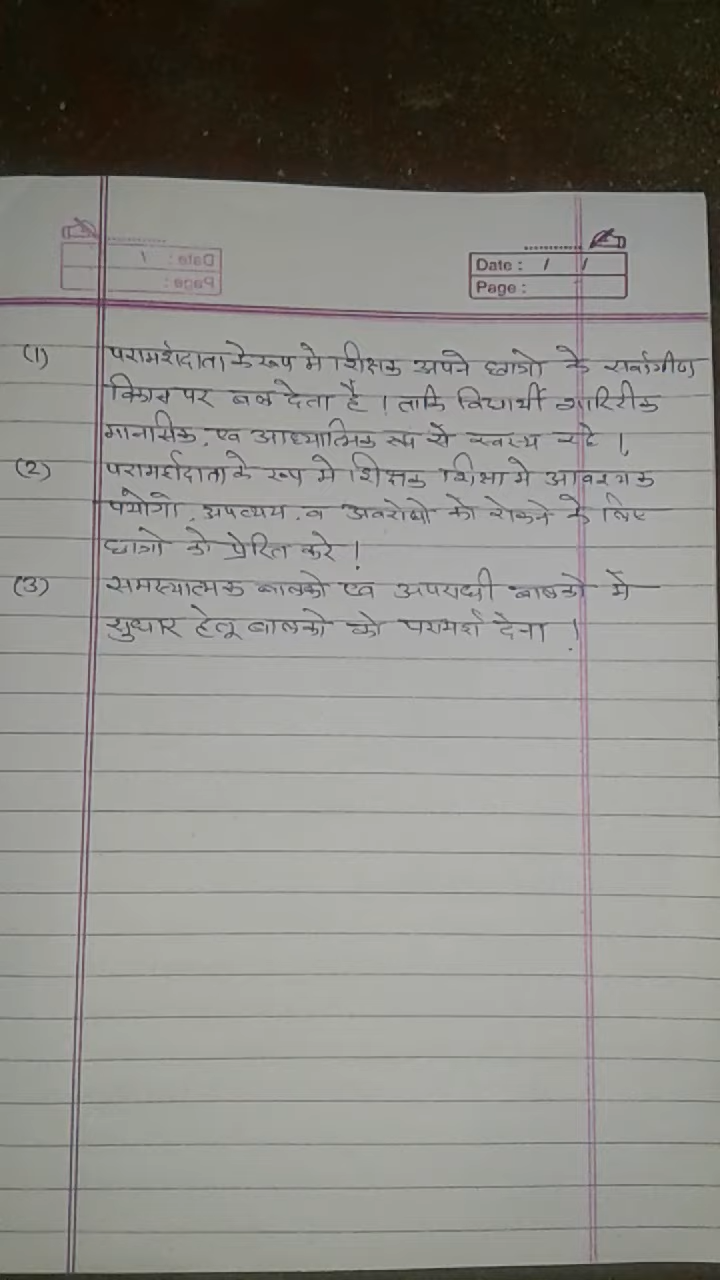 Date : / /
Page :
(1) परामर्शदाता के रूप मे शिक्षक अपने छात्रो के सर्वागीण
विकास पर बल देता है । ताकि विद्यार्थी शारिरीक
मानसिक, एव आध्यात्मिक रूप से स्वस्थ रहे ।
(2) परामर्शदाता के रूप मे शिक्षक शिक्षा मे आवश्यक
अपव्यय, व अवरोधो को रोकने के लिए
छात्रो को प्रेरित करे !
(3) समस्यात्मक बालको एव अपराधी बालको में
सुधार हेतू बालको को परामर्श देना !